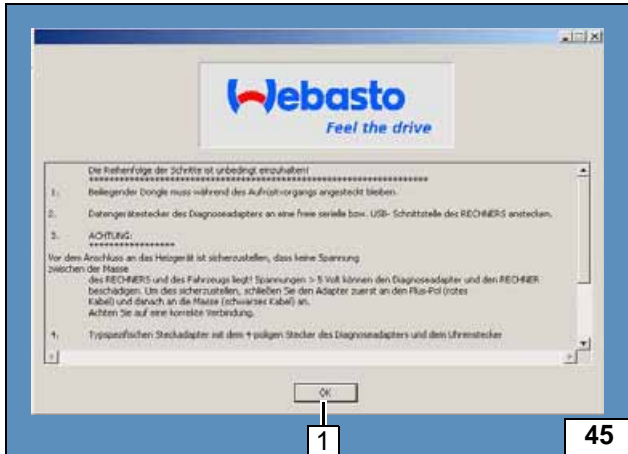 Webasto
Feel the drive
Die Reihenfolge der Schritte ist unbedingt einzuhalten!
******************************************************************************
1. Beiliegender Dongle muss während des Aufrüstvorgangs angesteckt bleiben.
2. Datengerätestecker des Diagnoseadapters an eine freie serielle bzw. USB- Schnittstelle des RECHNERS anstecken.
3. ACHTUNG:
******************
Vor dem Anschluss an das Heizgerät ist sicherzustellen, dass keine Spannung
zwischen der Masse
des RECHNERS und des Fahrzeugs liegt! Spannungen > 5 Volt können den Diagnoseadapter und den RECHNER
beschädigen. Um dies sicherzustellen, schließen Sie den Adapter zuerst an den Plus-Pol (rotes
Kabel) und danach an die Masse (schwarzes Kabel) an.
Achten Sie auf eine korrekte Verbindung.
4. Typspezifischen Steckadapter mit dem 4-poligen Stecker des Diagnoseadapters und dem Uhrenstecker
OK
1
45